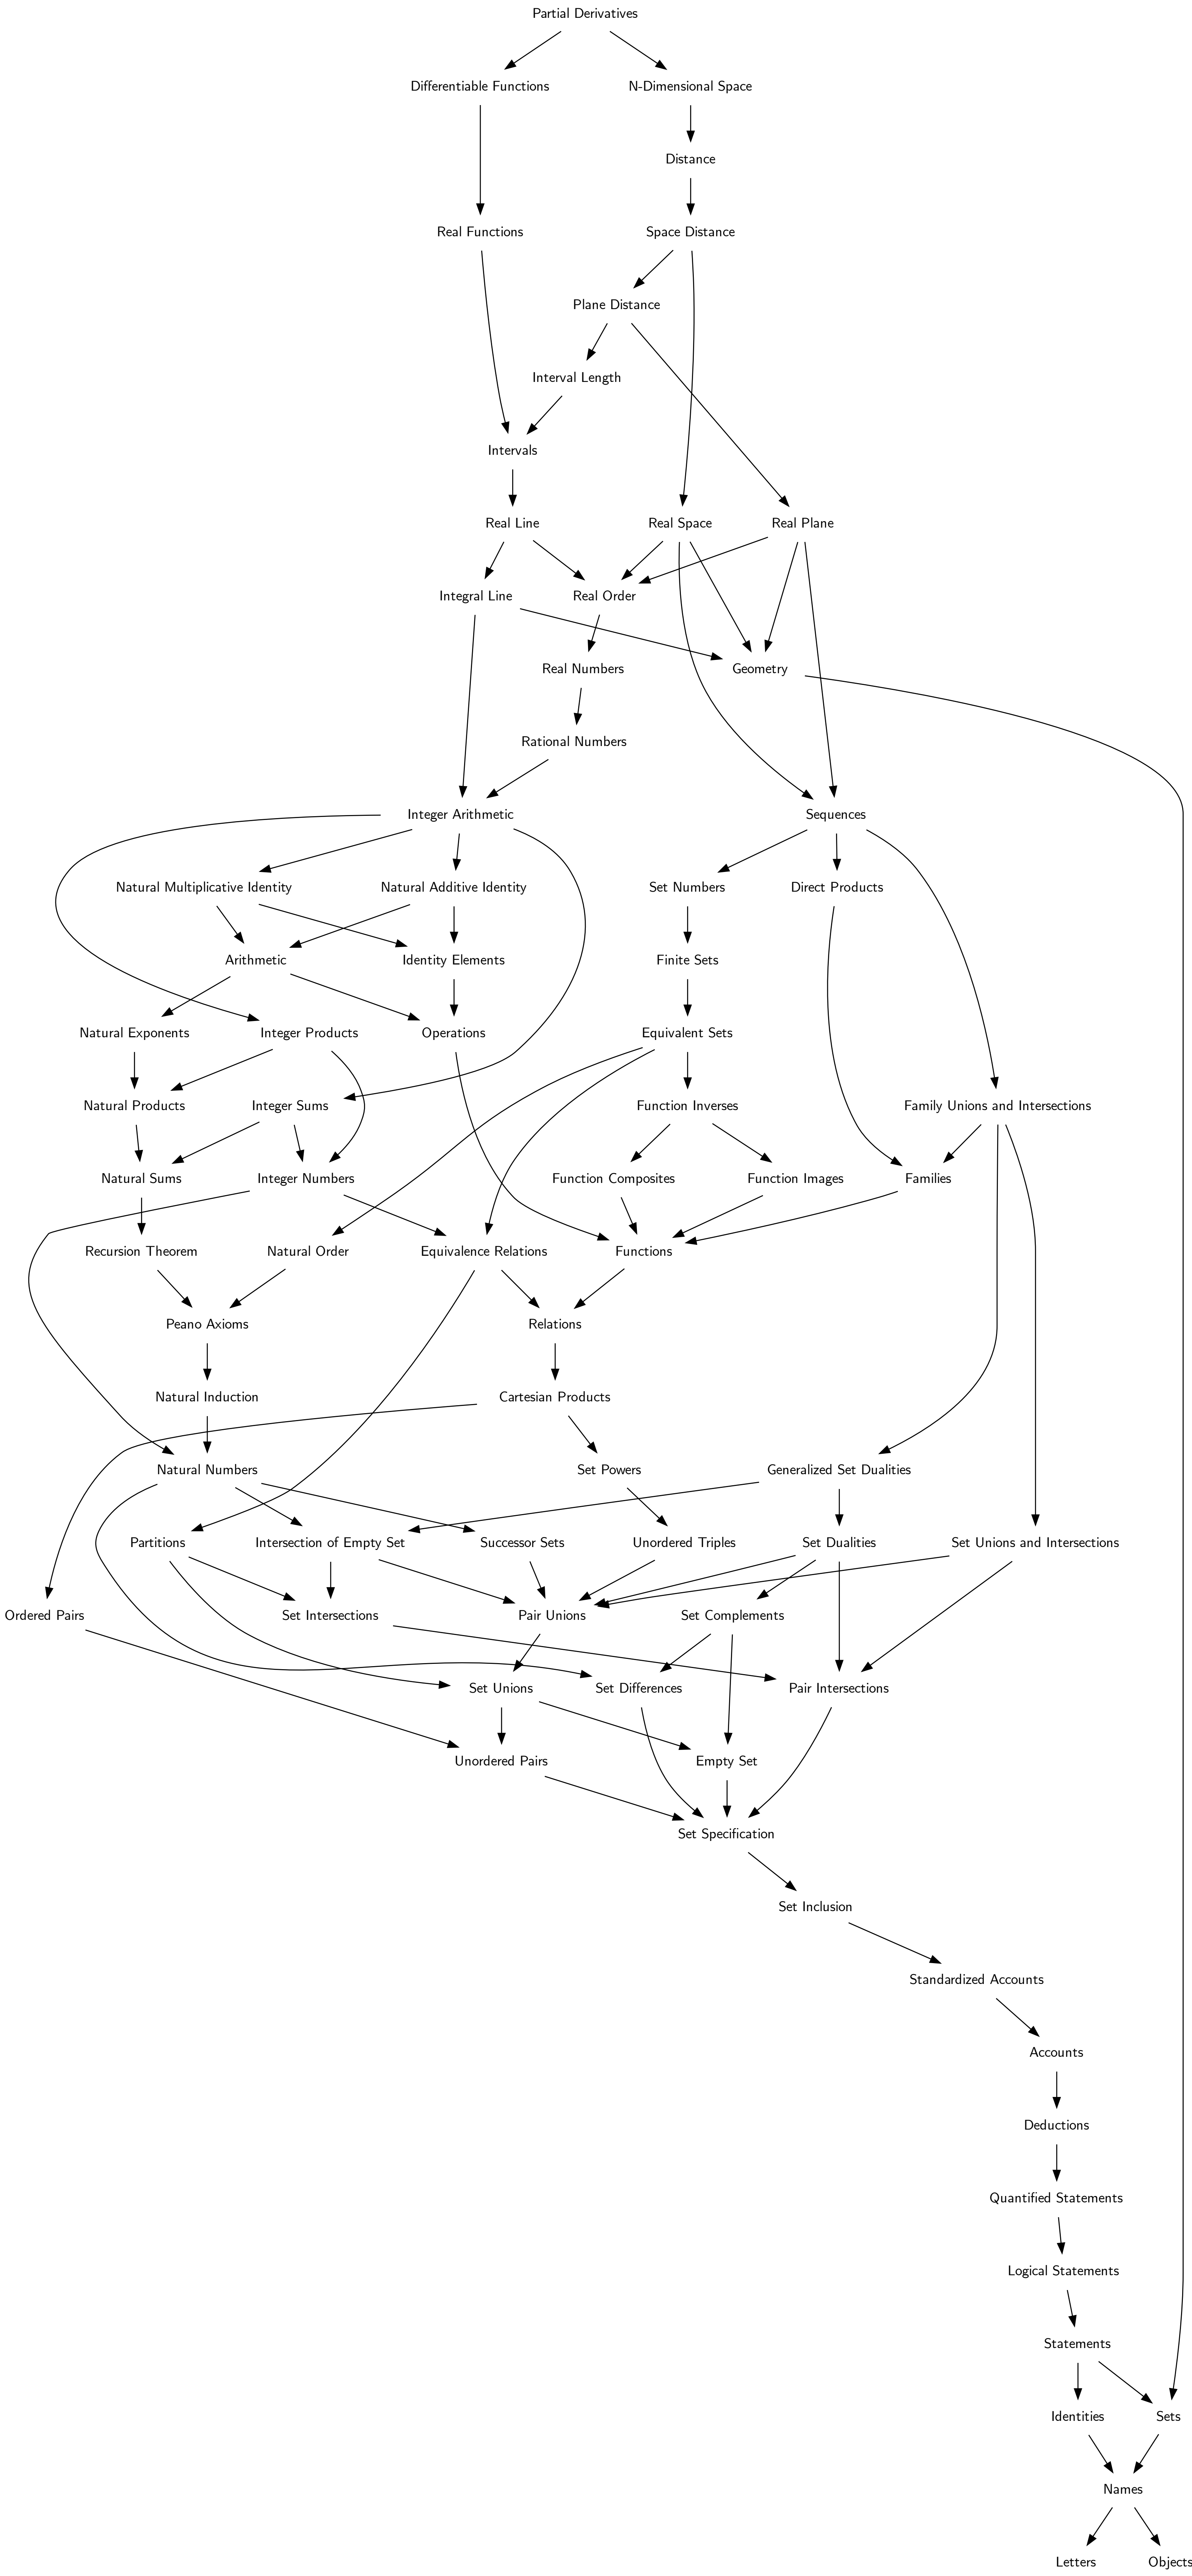 Partial Derivatives
Differentiable Functions
N-Dimensional Space
Distance
Real Functions
Space Distance
Plane Distance
Interval Length
Intervals
Real Line
Real Space
Real Plane
Integral Line
Real Order
Real Numbers
Geometry
Rational Numbers
Integer Arithmetic
Sequences
Natural Multiplicative Identity
Natural Additive Identity
Set Numbers
Direct Products
Arithmetic
Identity Elements
Finite Sets
Natural Exponents
Integer Products
Operations
Equivalent Sets
Natural Products
Integer Sums
Function Inverses
Family Unions and Intersections
Natural Sums
Integer Numbers
Function Composites
Function Images
Families
Recursion Theorem
Natural Order
Equivalence Relations
Functions
Peano Axioms
Relations
Natural Induction
Cartesian Products
Natural Numbers
Set Powers
Generalized Set Dualities
Partitions
Intersection of Empty Set
Successor Sets
Unordered Triples
Set Dualities
Set Unions and Intersections
Ordered Pairs
Set Intersections
Pair Unions
Set Complements
Set Unions
Set Differences
Pair Intersections
Unordered Pairs
Empty Set
Set Specification
Set Inclusion
Standardized Accounts
Accounts
Deductions
Quantified Statements
Logical Statements
Statements
Identities
Sets
Names
Letters
Objects